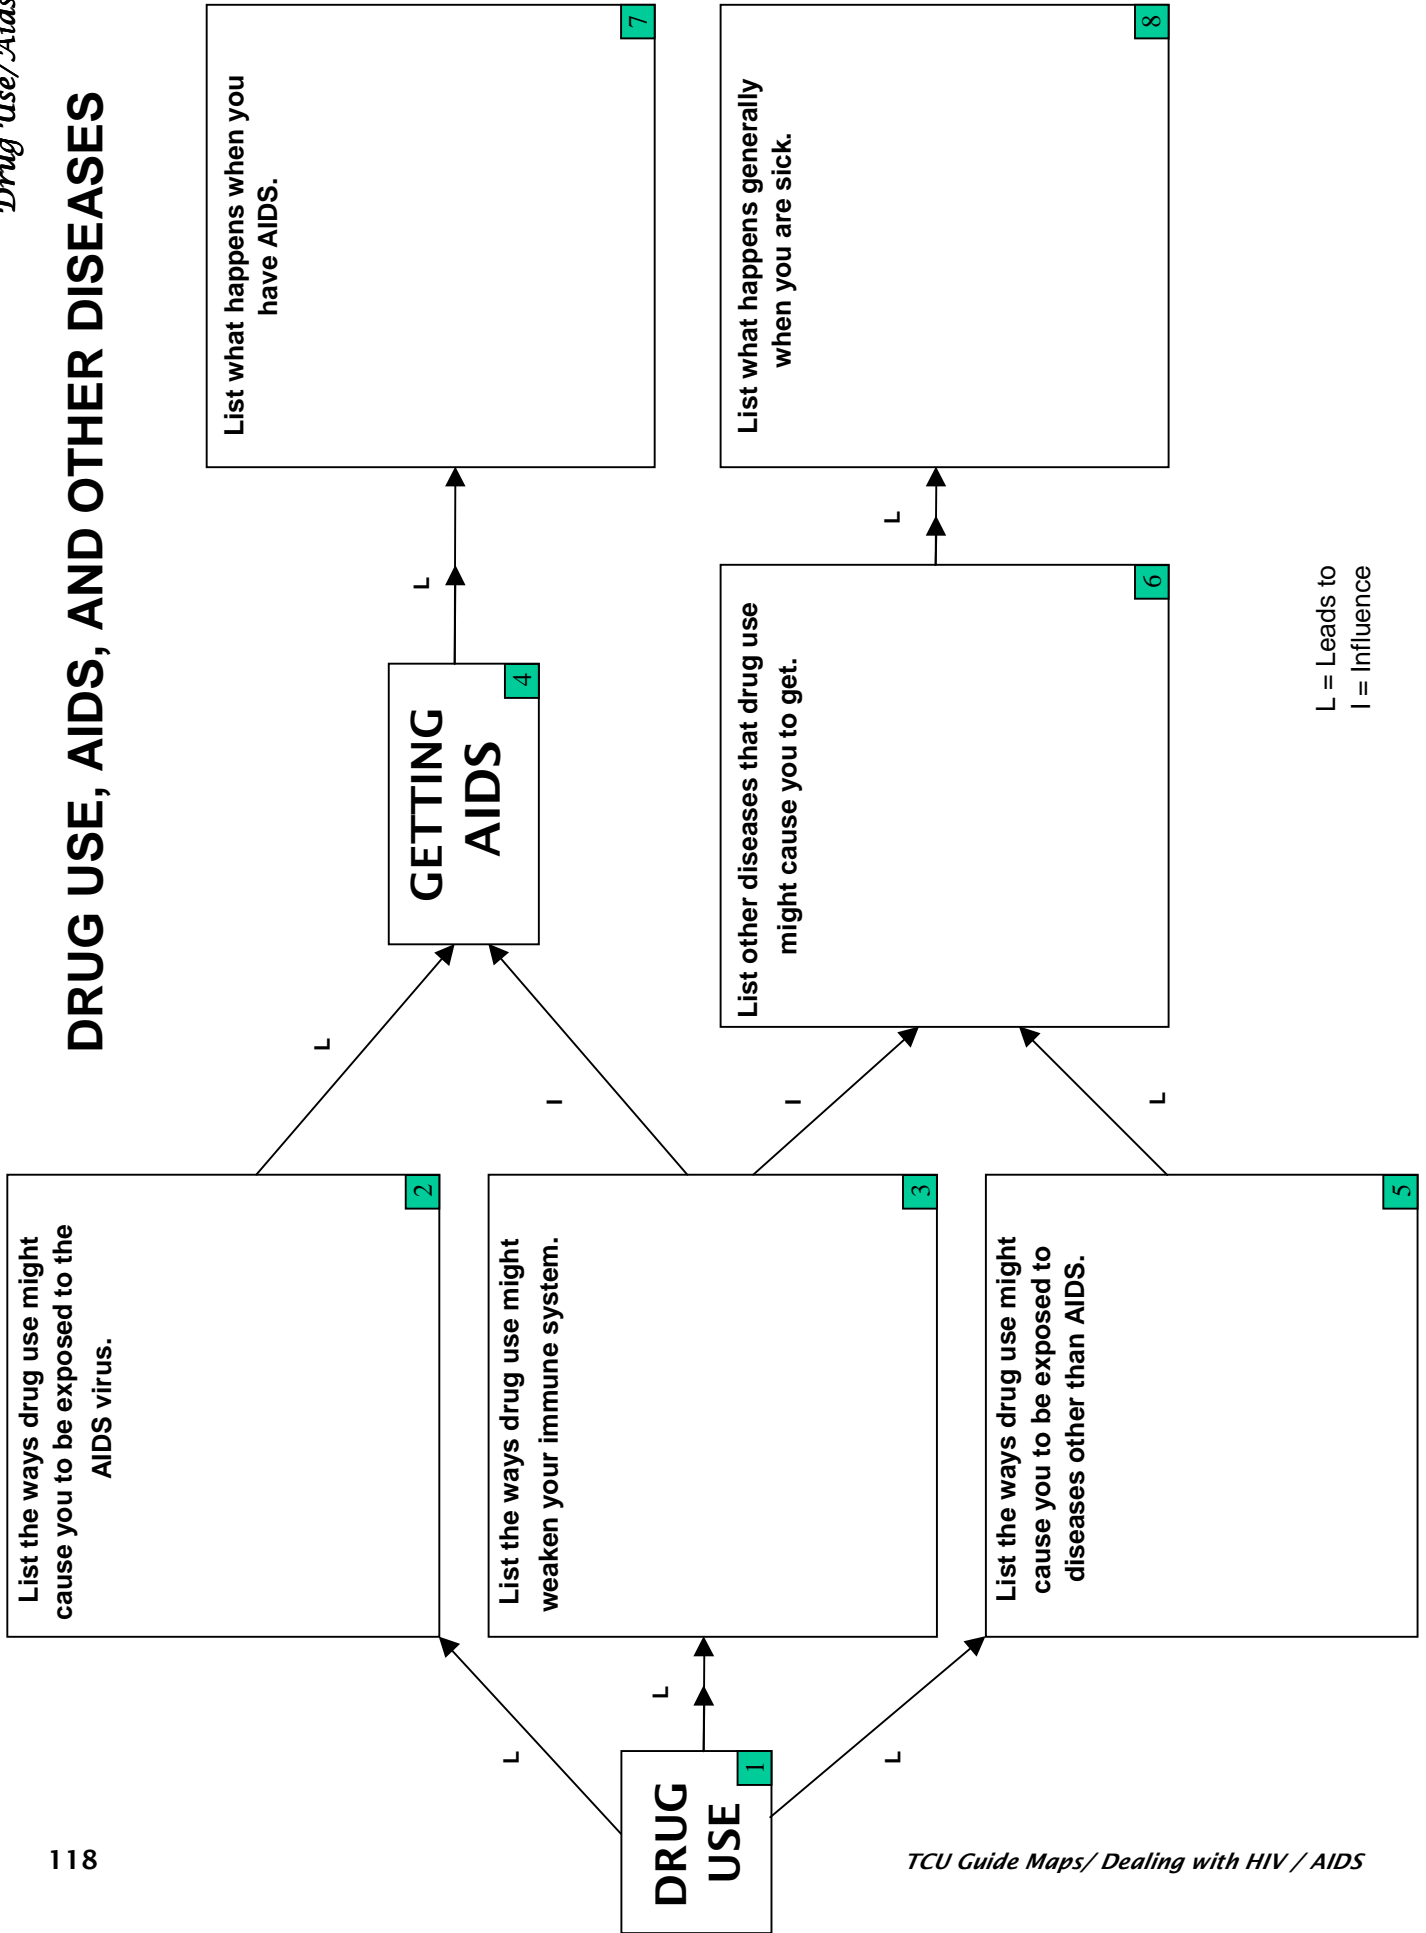 Drug Use/Aids
DRUG USE, AIDS, AND OTHER DISEASES
List the ways drug use might
cause you to be exposed to the
AIDS virus.
2
L
L
List what happens when you
have AIDS.
7
GETTING
AIDS
4
L
List the ways drug use might
weaken your immune system.
3
I
I
DRUG
USE
1
L
L
List other diseases that drug use
might cause you to get.
6
L
List what happens generally
when you are sick.
8
List the ways drug use might
cause you to be exposed to
diseases other than AIDS.
5
L
L = Leads to
I = Influence
118
TCU Guide Maps/ Dealing with HIV / AIDS